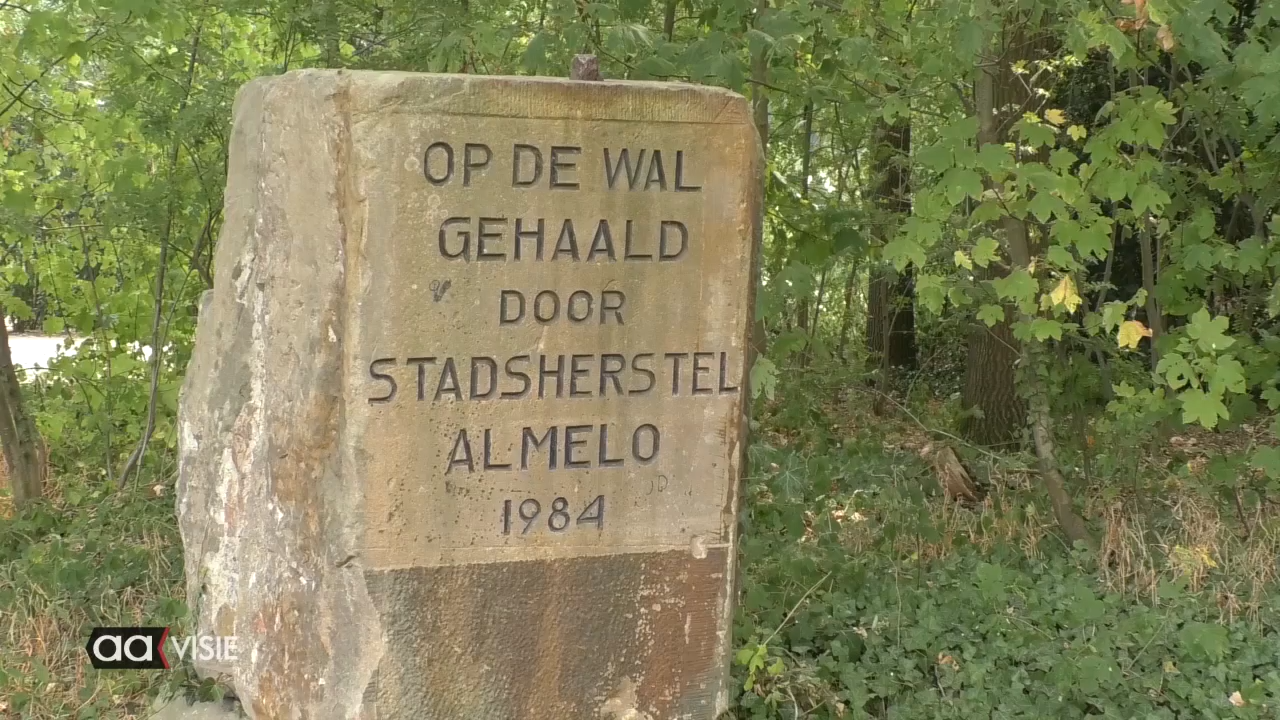 OP DE WAL
GEHAALD
DOOR
STADSHERSTEL
ALMELO
1984
aa VISIE